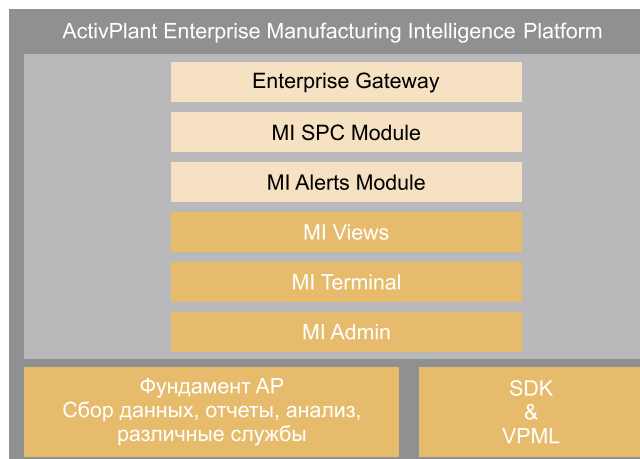 ActivPlant Enterprise Manufacturing Intelligence Platform
Enterprise Gateway
MI SPC Module
MI Alerts Module
MI Views
MI Terminal
MI Admin
Фундамент AP
Сбор данных, отчеты, анализ,
различные службы
SDK
&
VPML